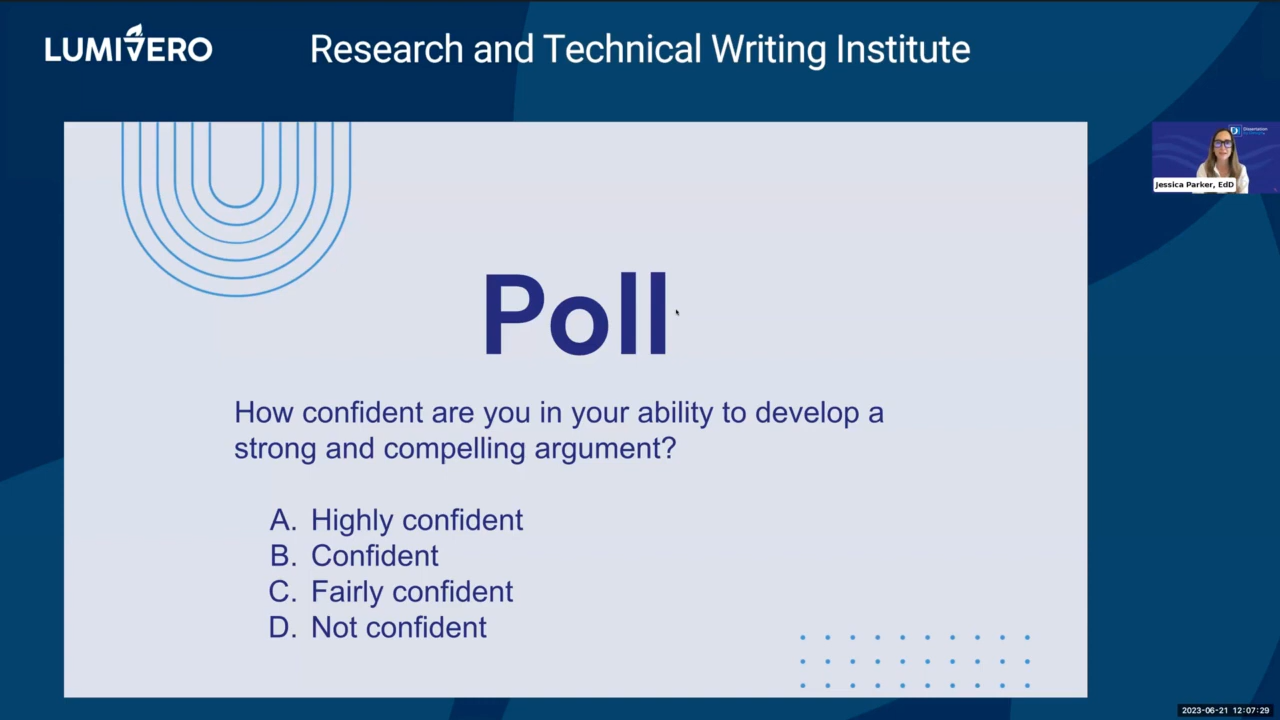 LUMIVERO
Research and Technical Writing Institute
Dissertation
Jessica Parker, EdD
Poll
How confident are you in your ability to develop a
strong and compelling argument?
A. Highly confident
B. Confident
C. Fairly confident
D. Not confident
2023-06-21 12:07:29